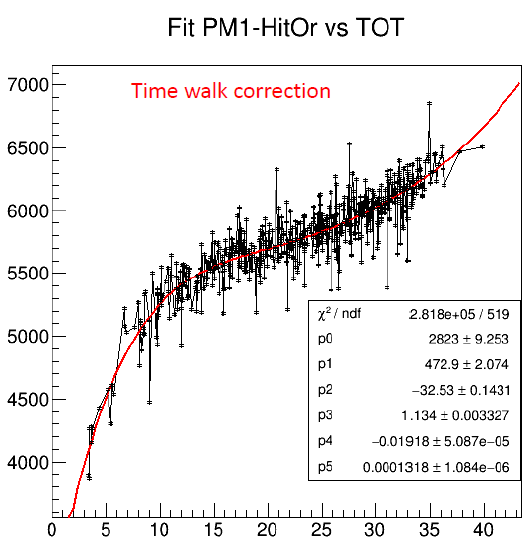 Fit PM1-HitOr vs TOT
Time walk correction
7000
6500
6000
5500
5000
4500
4000
χ² / ndf 2.818e+05 / 519
p0 2823 ± 9.253
p1 472.9 ± 2.074
p2 −32.53 ± 0.1431
p3 1.134 ± 0.003327
p4 −0.01918 ± 5.087e−05
p5 0.0001318 ± 1.084e−06
0 5 10 15 20 25 30 35 40